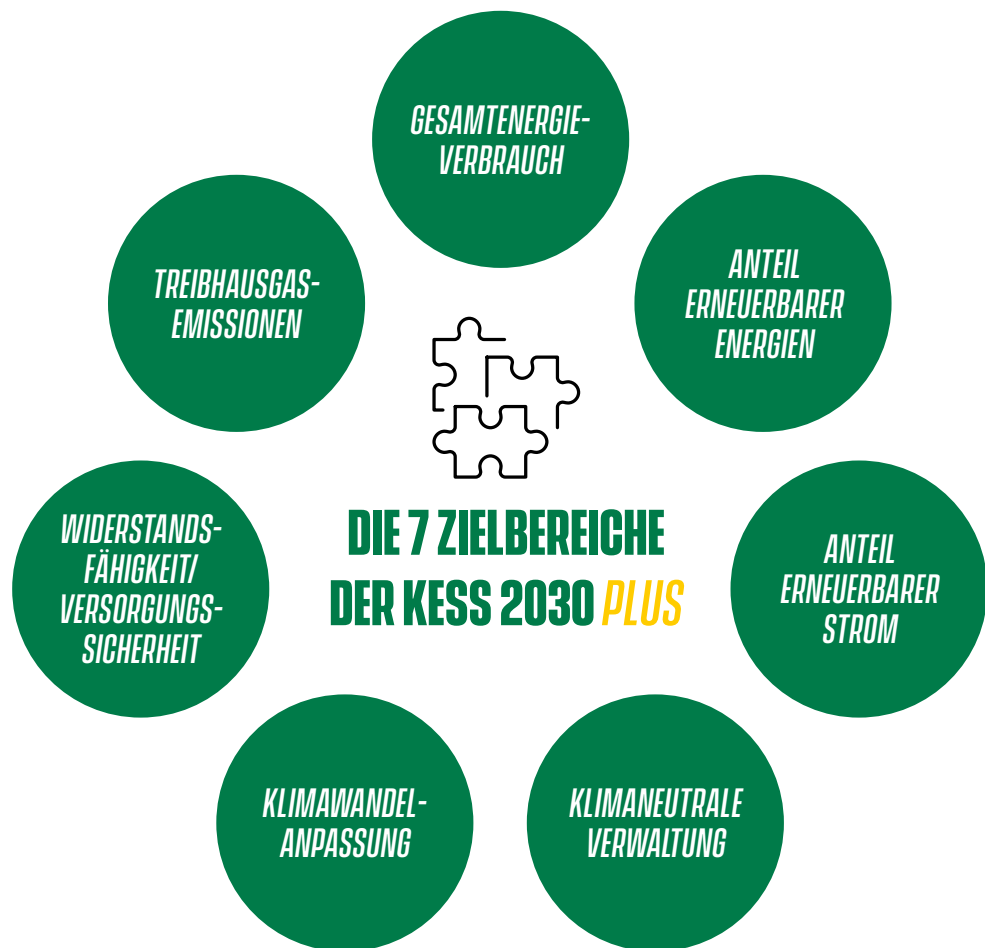 GESAMTENERGIE-
VERBRAUCH
ANTEIL
ERNEUERBARER
ENERGIEN
ANTEIL
ERNEUERBARER
STROM
KLIMANEUTRALE
VERWALTUNG
KLIMAWANDEL-
ANPASSUNG
WIDERSTANDS-
FÄHIGKEIT/
VERSORGUNGS-
SICHERHEIT
TREIBHAUSGAS-
EMISSIONEN
DIE 7 ZIELBEREICHE
DER KESS 2030 PLUS